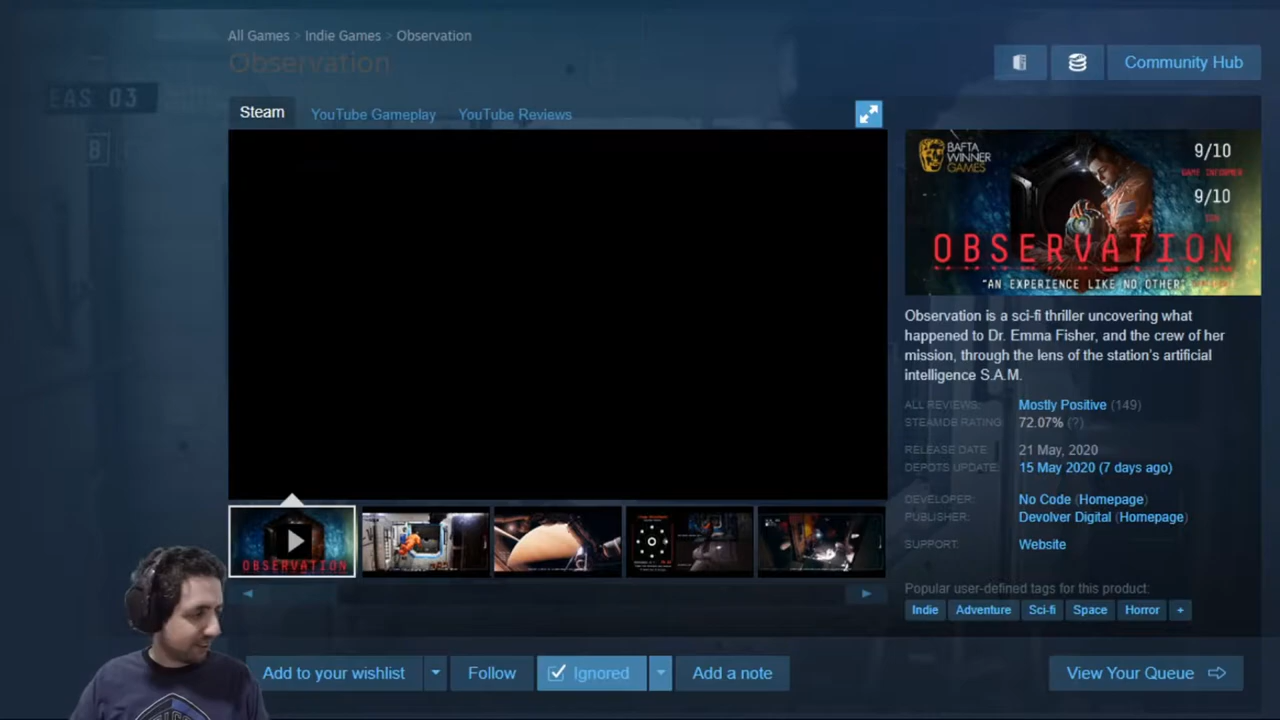 All Games > Indie Games > Observation
Observation
Community Hub
EAS 03
B
Steam
YouTube Gameplay
YouTube Reviews
BAFTA
WINNER
GAMES
9/10
GAME INFORMER
9/10
IGN
OBSERVATION
"AN EXPERIENCE LIKE NO OTHER"
Observation is a sci-fi thriller uncovering what
happened to Dr. Emma Fisher, and the crew of her
mission, through the lens of the station's artificial
intelligence S.A.M.
ALL REVIEWS: Mostly Positive (149)
STEAMDB RATING 72.07% (?)
RELEASE DATE 21 May, 2020
DEPOTS UPDATE: 15 May 2020 (7 days ago)
DEVELOPER: No Code (Homepage)
PUBLISHER: Devolver Digital (Homepage)
SUPPORT: Website
OBSERVATION
Popular user-defined tags for this product:
Indie Adventure Sci-fi Space Horror +
Add to your wishlist
Follow
Ignored
Add a note
View Your Queue